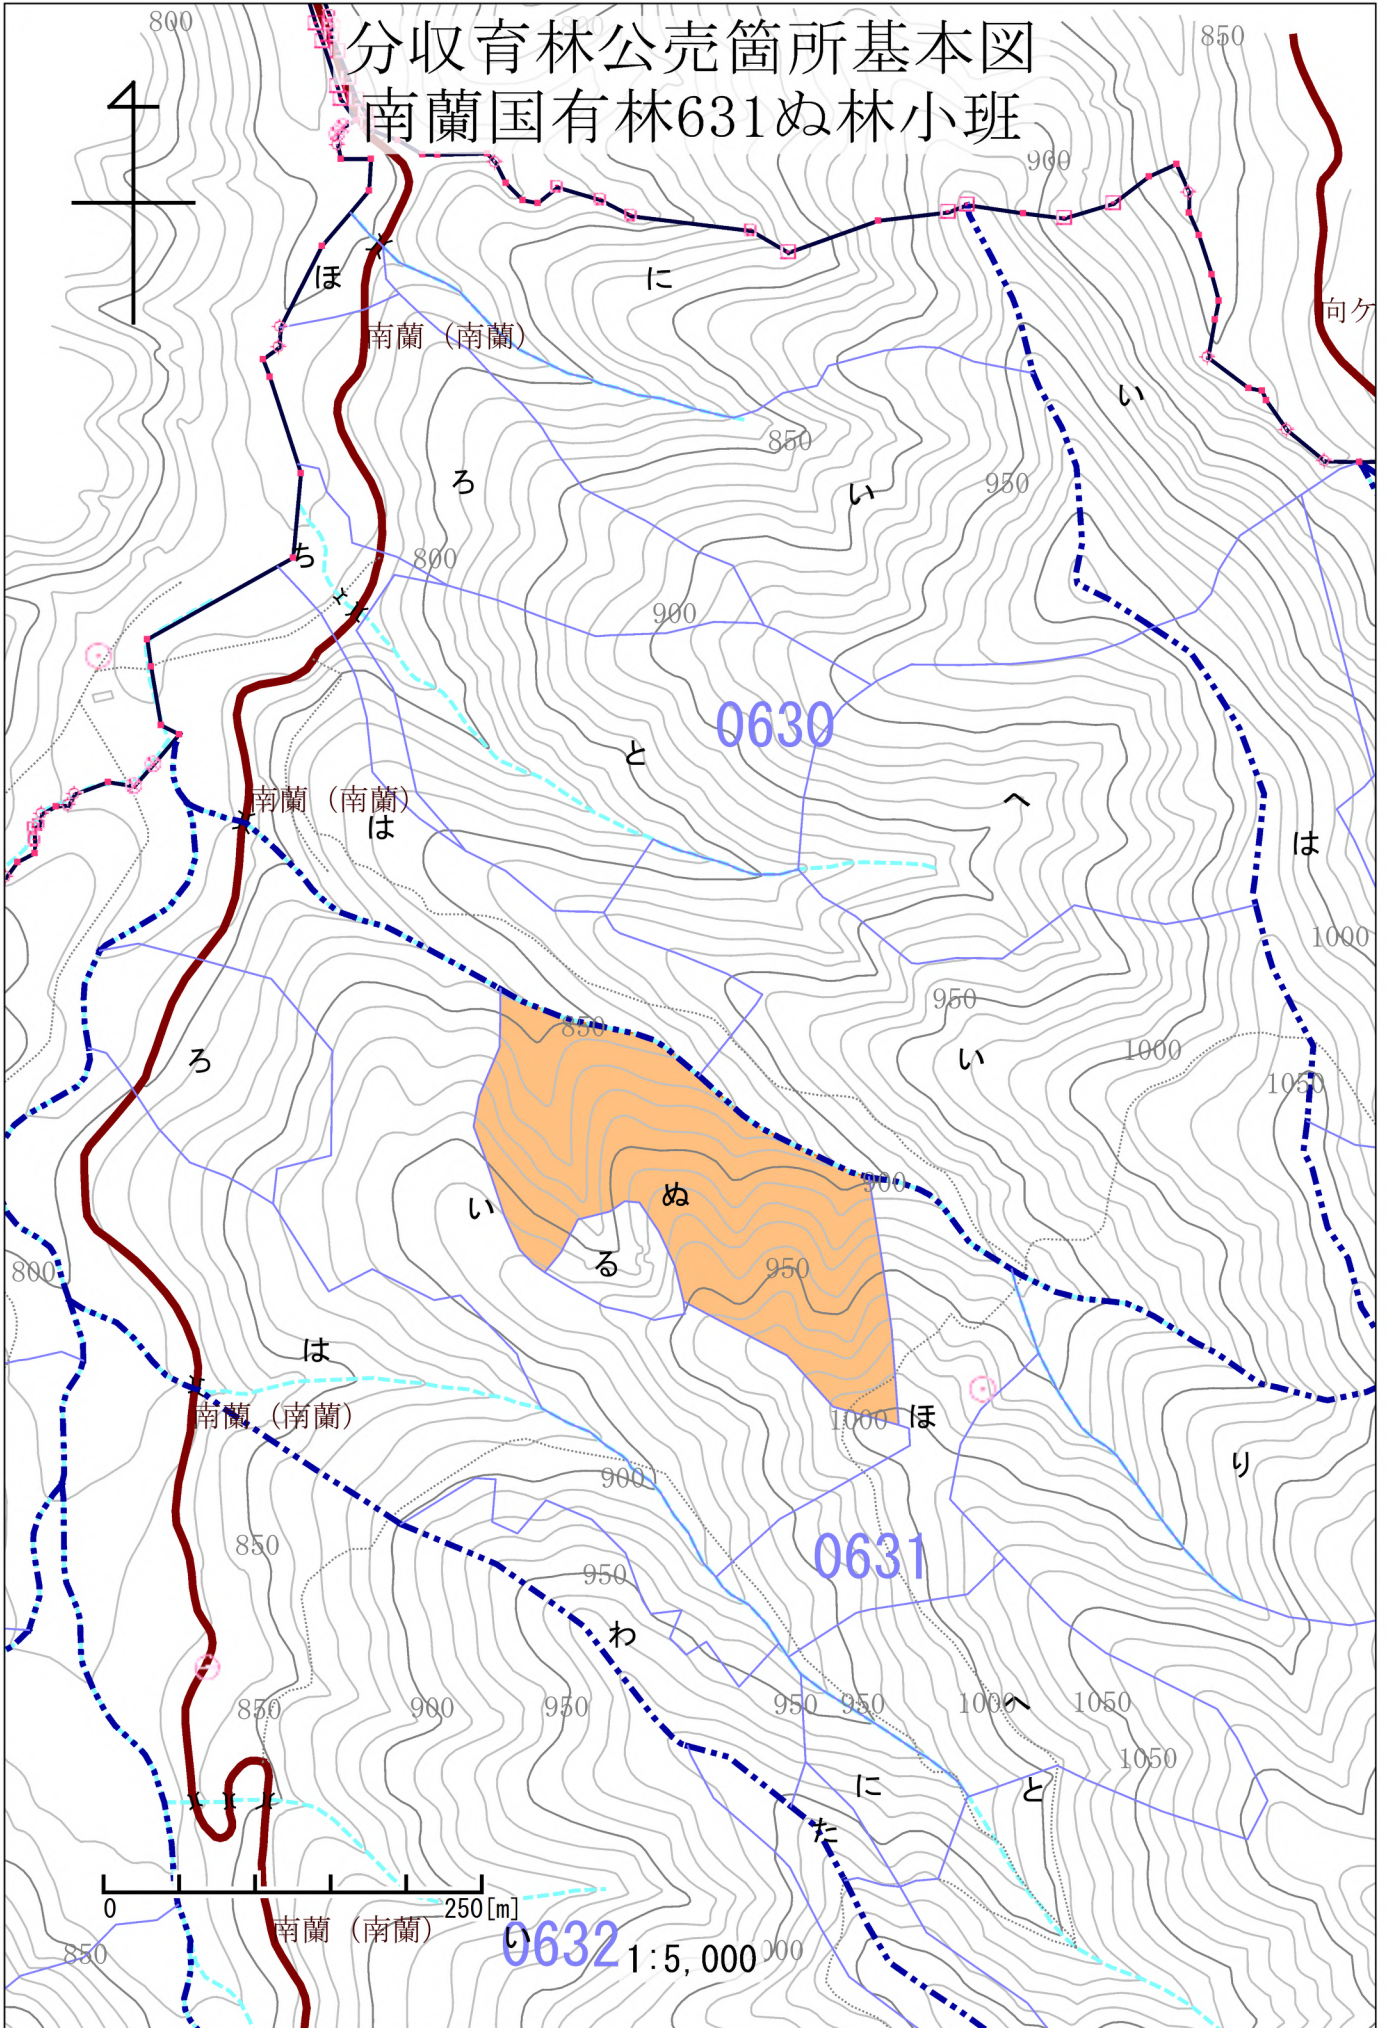 分収育林公売箇所基本図
南蘭国有林631ぬ林小班
800
850
900
ほ
に
向ケ
南蘭（南蘭）
い
850
ろ
い
950
ち
800
900
0630
と
へ
南蘭（南蘭）
は
は
1000
950
850
ろ
い
1000
1050
900
ぬ
い
る
950
800
は
南蘭（南蘭）
1000
ほ
り
900
850
0631
950
わ
850
900
950
950
950
1000
へ
1050
1050
に
と
た
0
250[m]
南蘭（南蘭）
い
0632
1:5,000
850